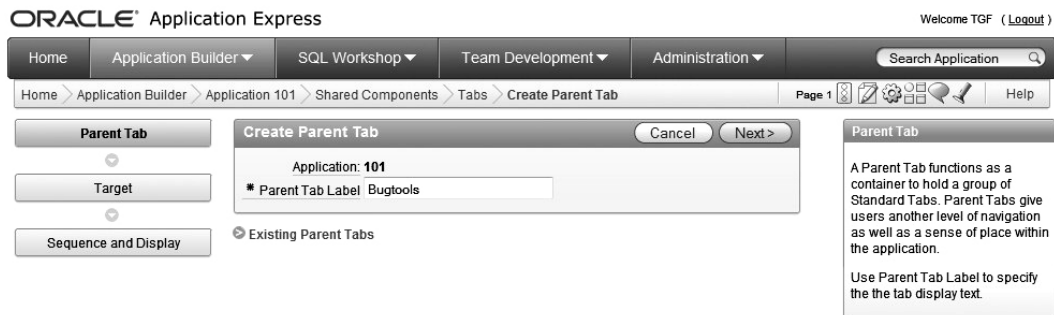 ORACLE Application Express
Welcome TGF ( Logout )
Home Application Builder SQL Workshop Team Development Administration Search Application
Home Application Builder Application 101 Shared Components Tabs Create Parent Tab Page 1 Help
Parent Tab
Target
Sequence and Display
Create Parent Tab Cancel Next >
Application: 101
* Parent Tab Label Bugtools
Existing Parent Tabs
Parent Tab
A Parent Tab functions as a
container to hold a group of
Standard Tabs. Parent Tabs give
users another level of navigation
as well as a sense of place within
the application.
Use Parent Tab Label to specify
the the tab display text.